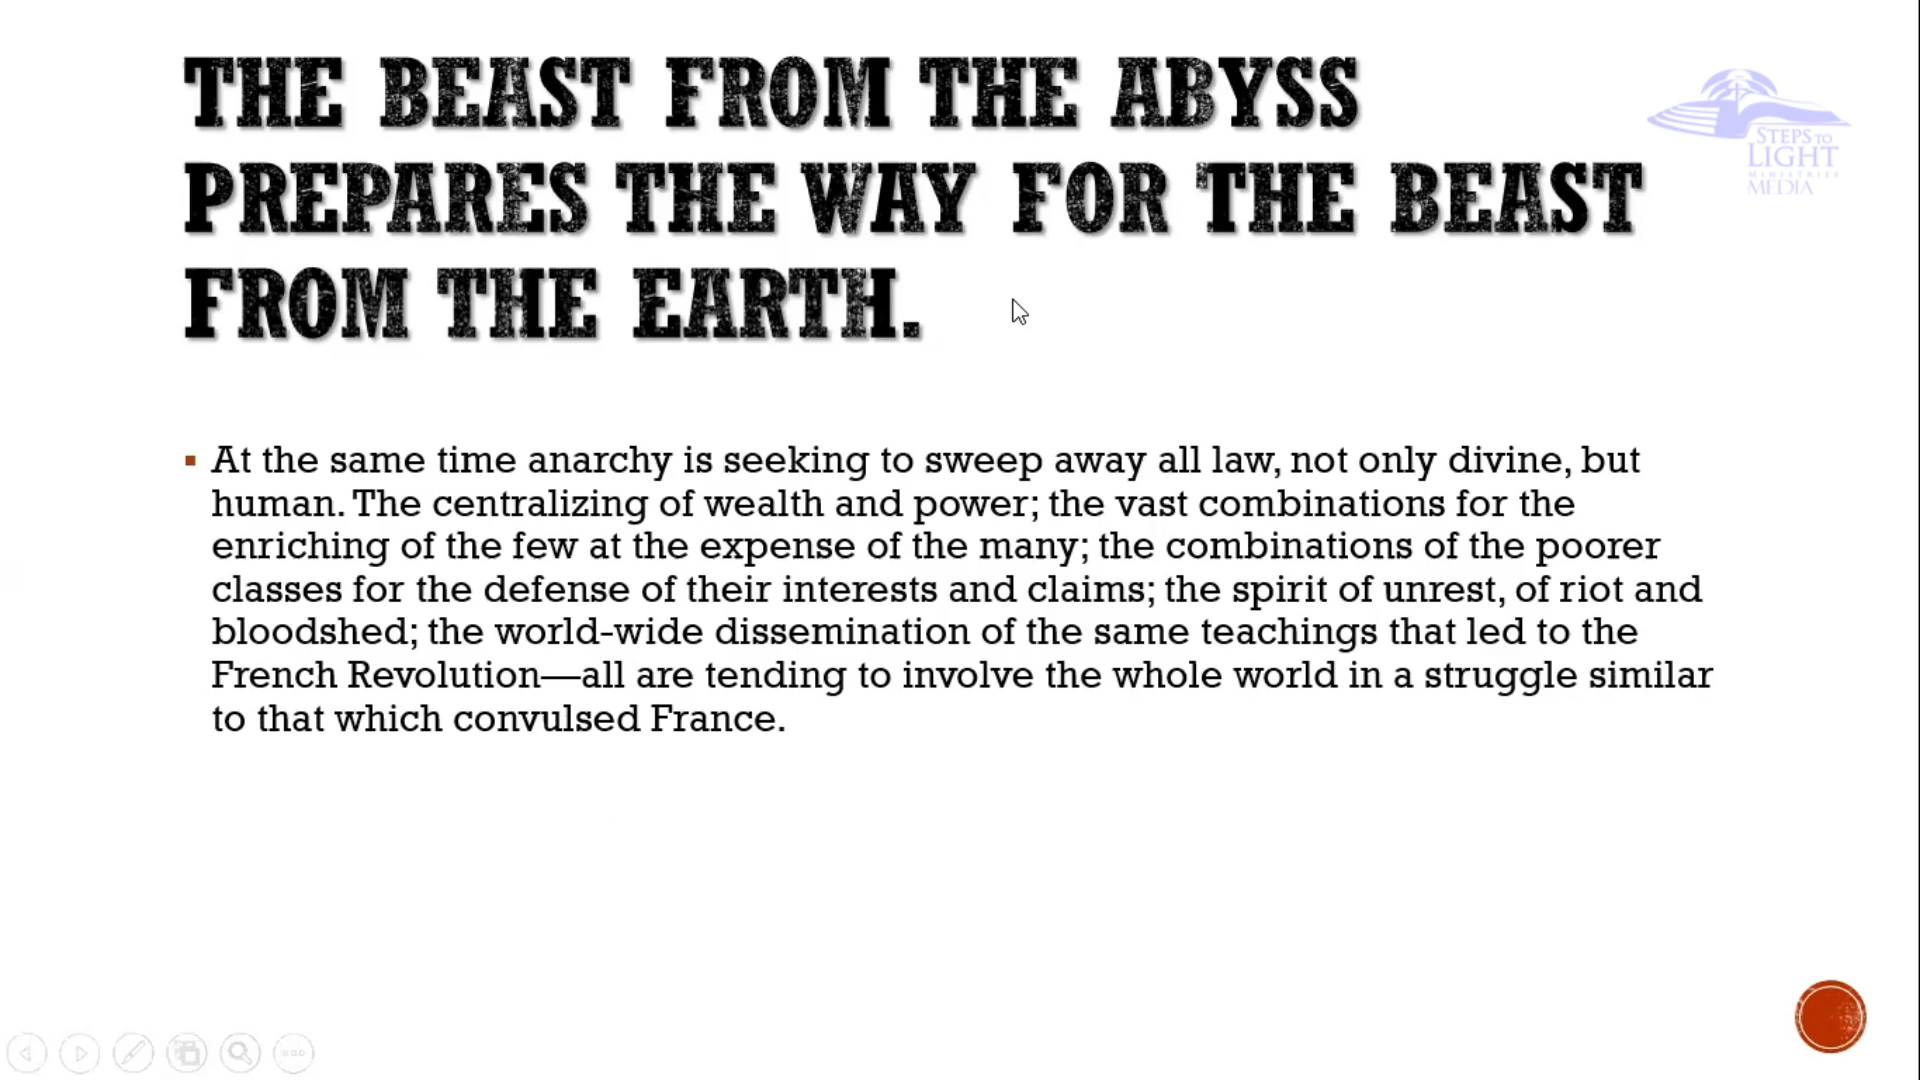 THE BEAST FROM THE ABYSS
PREPARES THE WAY FOR THE BEAST
FROM THE EARTH.
STEPS TO
LIGHT
MINISTRIES
MEDIA
▪ At the same time anarchy is seeking to sweep away all law, not only divine, but
human. The centralizing of wealth and power; the vast combinations for the
enriching of the few at the expense of the many; the combinations of the poorer
classes for the defense of their interests and claims; the spirit of unrest, of riot and
bloodshed; the world-wide dissemination of the same teachings that led to the
French Revolution—all are tending to involve the whole world in a struggle similar
to that which convulsed France.